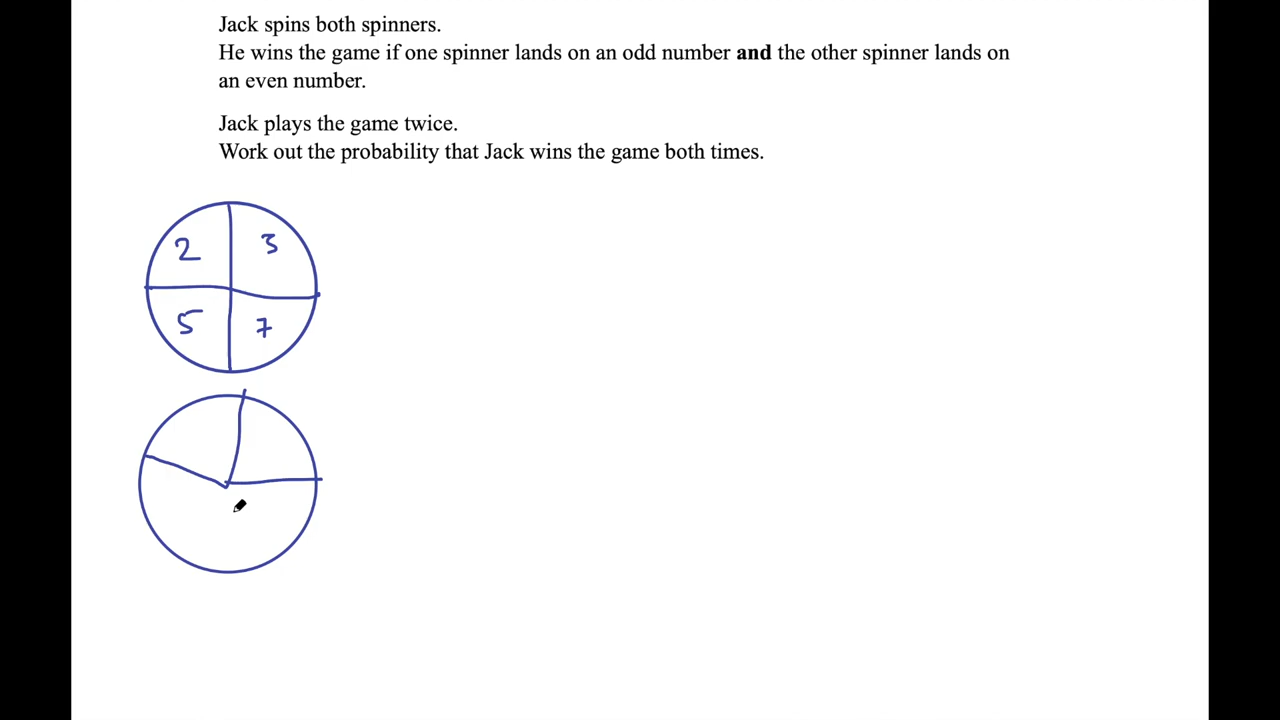 Jack spins both spinners.
He wins the game if one spinner lands on an odd number and the other spinner lands on
an even number.
Jack plays the game twice.
Work out the probability that Jack wins the game both times.
2 3
5 7